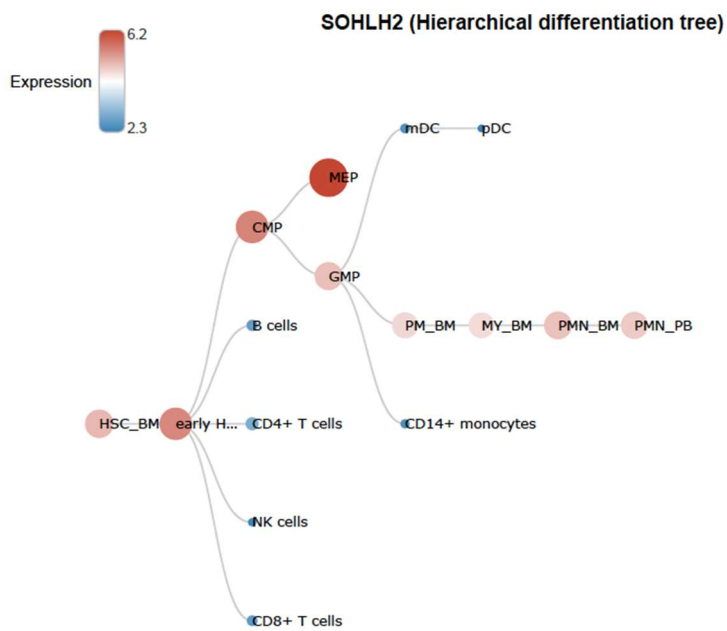 SOHLH2 (Hierarchical differentiation tree)
6.2
Expression
2.3
mDC
pDC
MEP
CMP
GMP
B cells
PM_BM
MY_BM
PMN_BM
PMN_PB
HSC_BM
early H...
CD4+ T cells
CD14+ monocytes
NK cells
CD8+ T cells